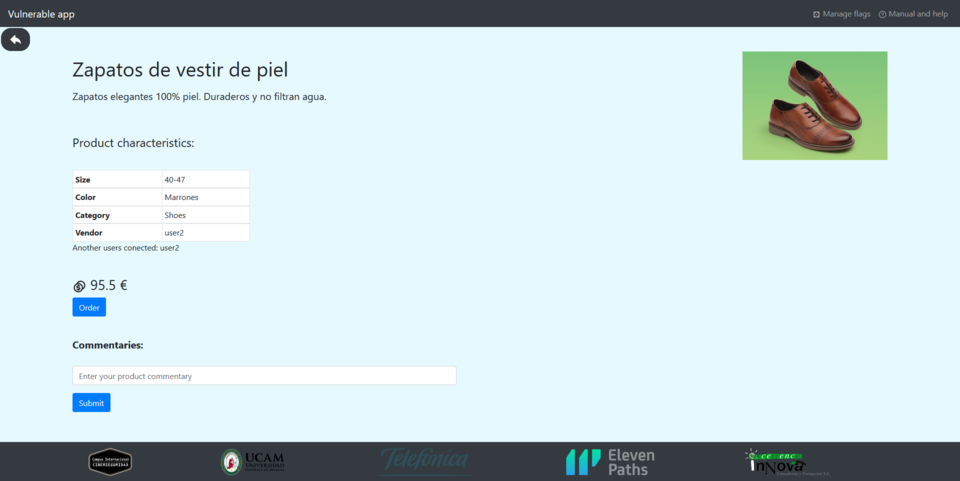 Vulnerable app
Manage flags
Manual and help
Zapatos de vestir de piel
Zapatos elegantes 100% piel. Duraderos y no filtran agua.
Product characteristics:
Size 40-47
Color Marrones
Category Shoes
Vendor user2
Another users conected: user2
95.5 €
Order
Commentaries:
Enter your product commentary
Submit
Campus Internacional
CIBERSEGURIDAD
UCAM
UNIVERSIDAD
Telefónica
Eleven
Paths
innova